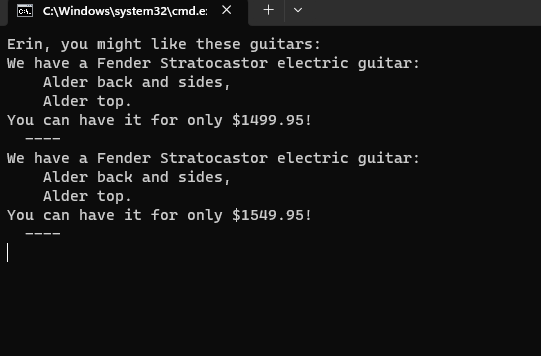 C:\Windows\system32\cmd.e:
Erin, you might like these guitars:
We have a Fender Stratocastor electric guitar:
    Alder back and sides,
    Alder top.
You can have it for only $1499.95!
  ----
We have a Fender Stratocastor electric guitar:
    Alder back and sides,
    Alder top.
You can have it for only $1549.95!
  ----